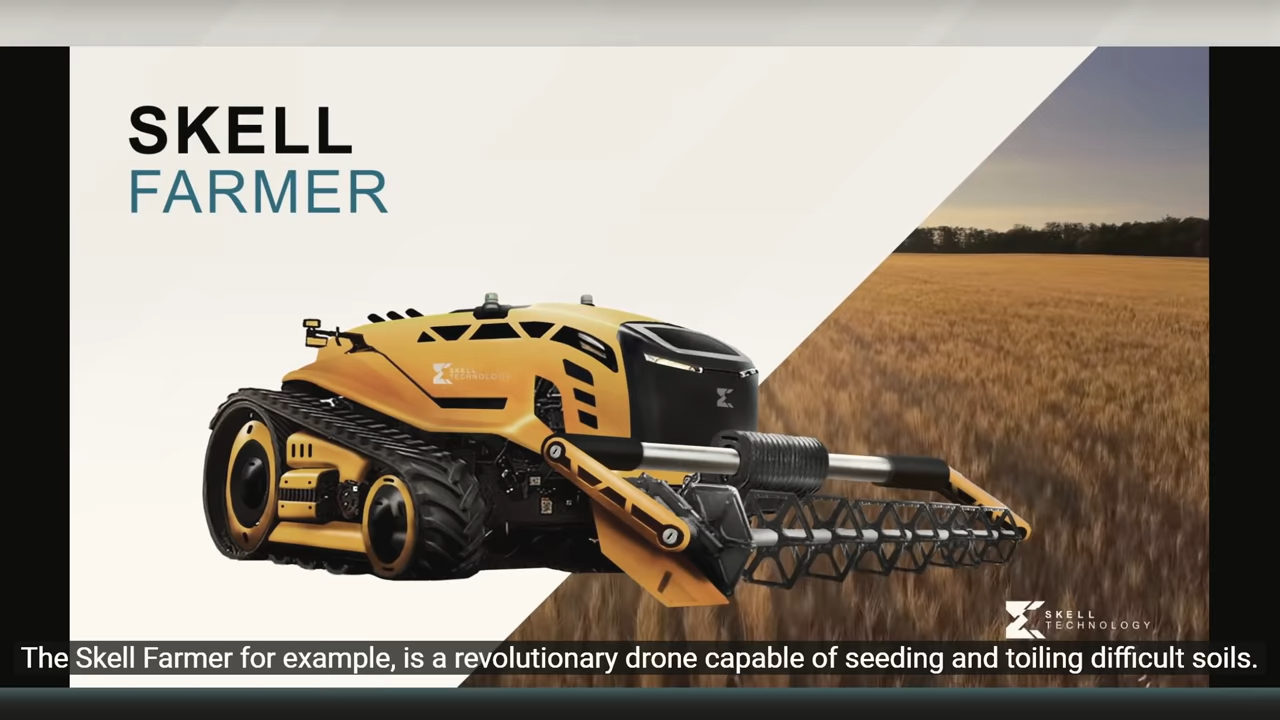 SKELL
FARMER
SKELL
TECHNOLOGY
SKELL
TECHNOLOGY
The Skell Farmer for example, is a revolutionary drone capable of seeding and toiling difficult soils.